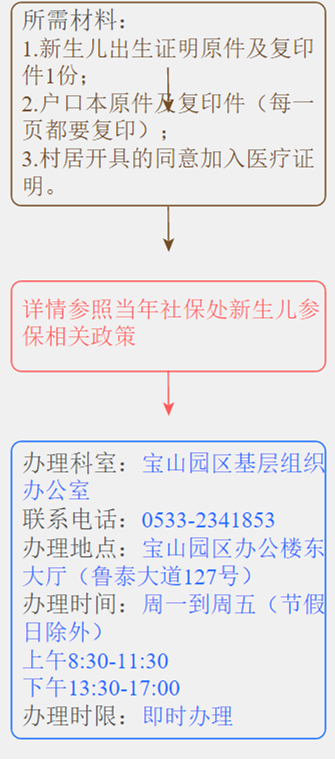 所需材料：
1.新生儿出生证明原件及复印
件1份；
2.户口本原件及复印件（每一
页都要复印）；
3.村居开具的同意加入医疗证
明。
详情参照当年社保处新生儿参
保相关政策
办理科室：宝山园区基层组织
办公室
联系电话：0533-2341853
办理地点：宝山园区办公楼东
大厅（鲁泰大道127号）
办理时间：周一到周五（节假
日除外）
上午8:30-11:30
下午13:30-17:00
办理时限：即时办理